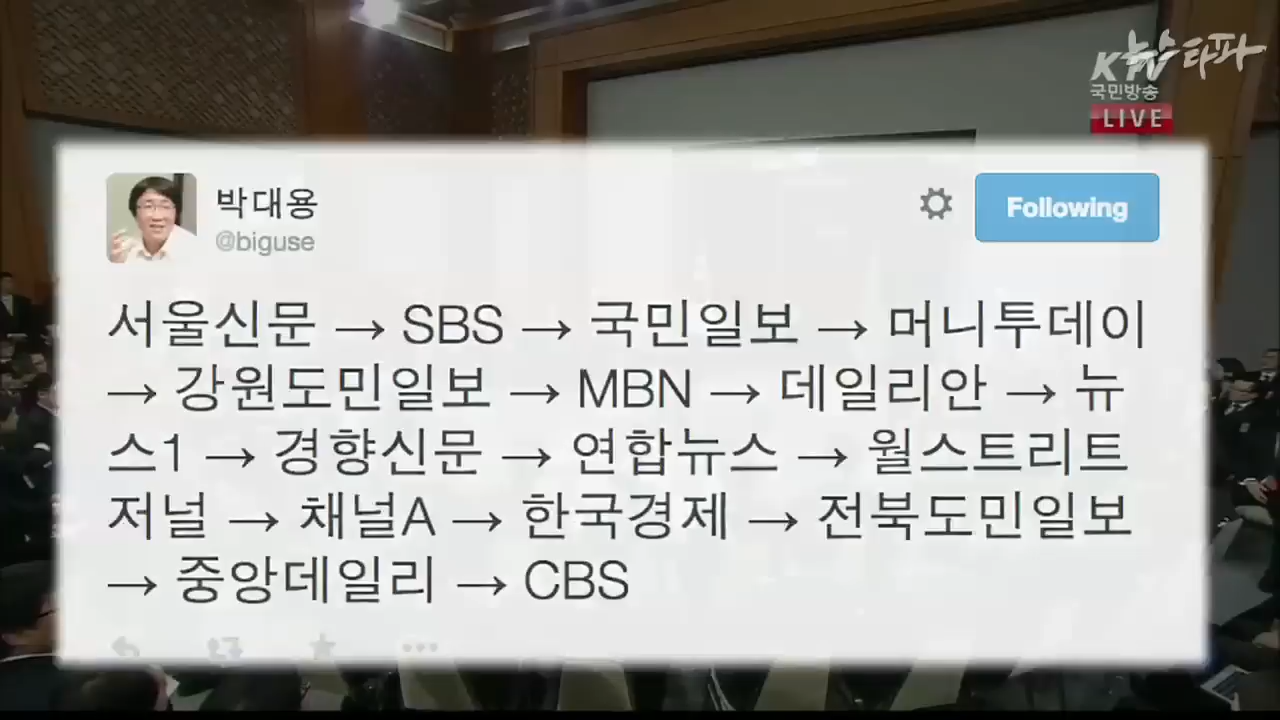 뉴스타파
KTV
국민방송
LIVE
박대용
@biguse
Following
서울신문 → SBS → 국민일보 → 머니투데이
→ 강원도민일보 → MBN → 데일리안 → 뉴
스1 → 경향신문 → 연합뉴스 → 월스트리트
저널 → 채널A → 한국경제 → 전북도민일보
→ 중앙데일리 → CBS